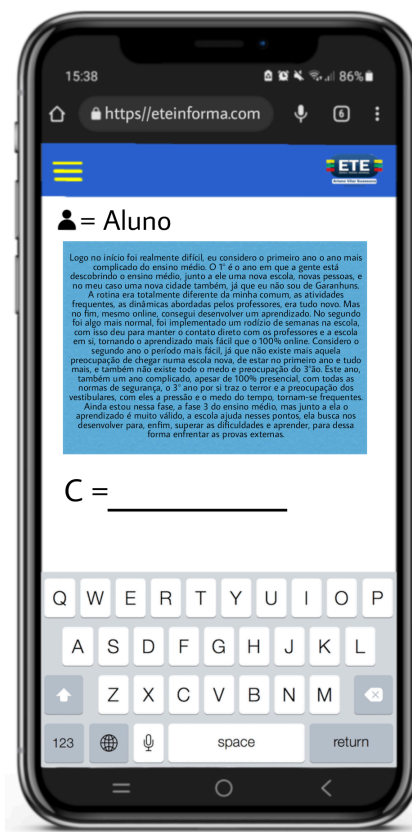 15:38
86%
https//eteinforma.com
6
ETE
= Aluno
Logo no início foi realmente difícil, eu considero o primeiro ano o ano mais
complicado do ensino médio. O 1° é o ano em que a gente está
descobrindo o ensino médio, junto a ele uma nova escola, novas pessoas, e
no meu caso uma nova cidade também, já que eu não sou de Garanhuns.
A rotina era totalmente diferente da minha comum, as atividades
frequentes, as dinâmicas abordadas pelos professores, era tudo novo. Mas
no fim, mesmo online, consegui desenvolver um aprendizado. No segundo
foi algo mais normal, foi implementado um rodízio de semanas na escola,
com isso deu para manter o contato direto com os professores e a escola
em si, tornando o aprendizado mais fácil que o 100% online. Considero o
segundo ano o período mais fácil, já que não existe mais aquela
preocupação de chegar numa escola nova, de estar no primeiro ano e tudo
mais, e também não existe todo o medo e preocupação do 3°ão. Este ano,
também um ano complicado, apesar de 100% presencial, com todas as
normas de segurança, o 3° ano por si traz o terror e a preocupação dos
vestibulares, com eles a pressão e o medo do tempo, tornam-se frequentes.
Ainda estou nessa fase, a fase 3 do ensino médio, mas junto a ela o
aprendizado é muito válido, a escola ajuda nesses pontos, ela busca nos
desenvolver para, enfim, superar as dificuldades e aprender, para dessa
forma enfrentar as provas externas.
C =
Q W E R T Y U I O P
A S D F G H J K L
Z X C V B N M
123 space return